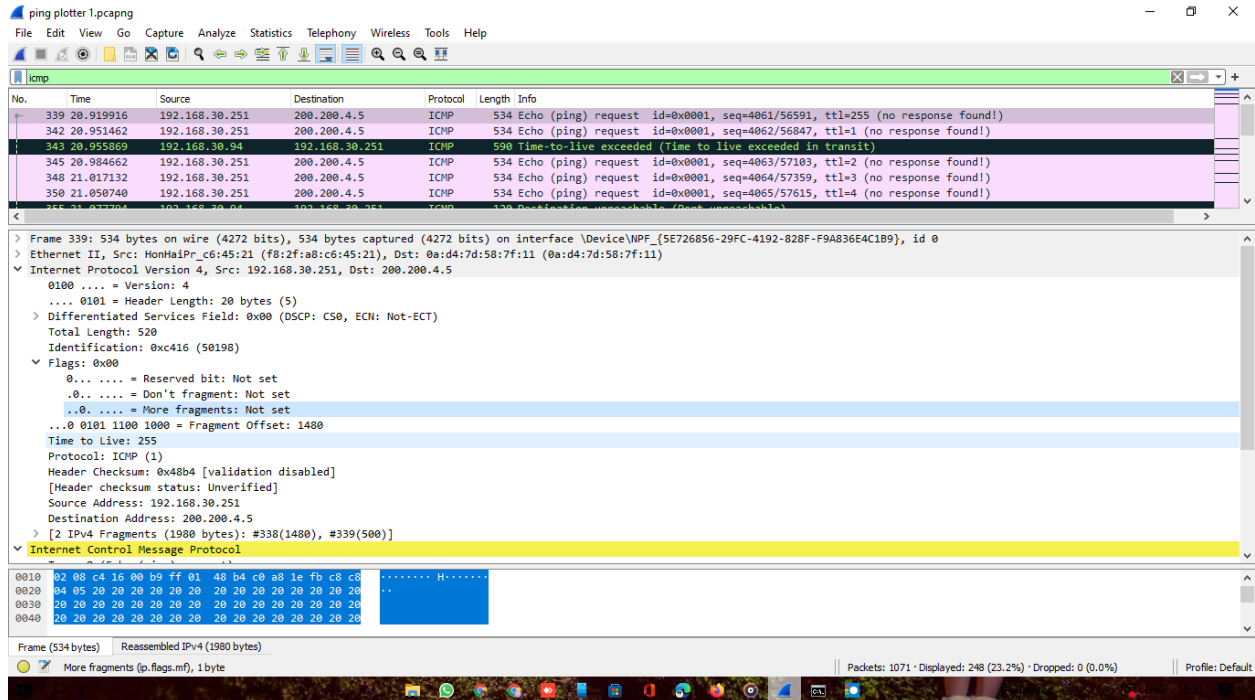 ping plotter 1.pcapng
File Edit View Go Capture Analyze Statistics Telephony Wireless Tools Help
icmp
No. Time Source Destination Protocol Length Info
339 20.919916 192.168.30.251 200.200.4.5 ICMP 534 Echo (ping) request id=0x0001, seq=4061/56591, ttl=255 (no response found!)
342 20.951462 192.168.30.251 200.200.4.5 ICMP 534 Echo (ping) request id=0x0001, seq=4062/56847, ttl=1 (no response found!)
343 20.955869 192.168.30.94 192.168.30.251 ICMP 590 Time-to-live exceeded (Time to live exceeded in transit)
345 20.984662 192.168.30.251 200.200.4.5 ICMP 534 Echo (ping) request id=0x0001, seq=4063/57103, ttl=2 (no response found!)
348 21.017132 192.168.30.251 200.200.4.5 ICMP 534 Echo (ping) request id=0x0001, seq=4064/57359, ttl=3 (no response found!)
350 21.050740 192.168.30.251 200.200.4.5 ICMP 534 Echo (ping) request id=0x0001, seq=4065/57615, ttl=4 (no response found!)
355 21.077794 192.168.30.94 192.168.30.251 ICMP 120 Destination unreachable (Port unreachable)
Frame 339: 534 bytes on wire (4272 bits), 534 bytes captured (4272 bits) on interface \Device\NPF_{5E726856-29FC-4192-828F-F9A836E4C1B9}, id 0
Ethernet II, Src: HonHaiPr_c6:45:21 (f8:2f:a8:c6:45:21), Dst: 0a:d4:7d:58:7f:11 (0a:d4:7d:58:7f:11)
Internet Protocol Version 4, Src: 192.168.30.251, Dst: 200.200.4.5
0100 .... = Version: 4
.... 0101 = Header Length: 20 bytes (5)
Differentiated Services Field: 0x00 (DSCP: CS0, ECN: Not-ECT)
Total Length: 520
Identification: 0xc416 (50198)
Flags: 0x00
0... .... = Reserved bit: Not set
.0.. .... = Don't fragment: Not set
..0. .... = More fragments: Not set
...0 0101 1100 1000 = Fragment Offset: 1480
Time to Live: 255
Protocol: ICMP (1)
Header Checksum: 0x48b4 [validation disabled]
[Header checksum status: Unverified]
Source Address: 192.168.30.251
Destination Address: 200.200.4.5
[2 IPv4 Fragments (1980 bytes): #338(1480), #339(500)]
Internet Control Message Protocol
0010 02 08 c4 16 00 b9 ff 01 48 b4 c0 a8 1e fb c8 c8 ········ H·······
0020 04 05 20 20 20 20 20 20 20 20 20 20 20 20 20 20 ··
0030 20 20 20 20 20 20 20 20 20 20 20 20 20 20 20 20
0040 20 20 20 20 20 20 20 20 20 20 20 20 20 20 20 20
Frame (534 bytes) Reassembled IPv4 (1980 bytes)
More fragments (ip.flags.mf), 1 byte Packets: 1071 · Displayed: 248 (23.2%) · Dropped: 0 (0.0%) Profile: Default